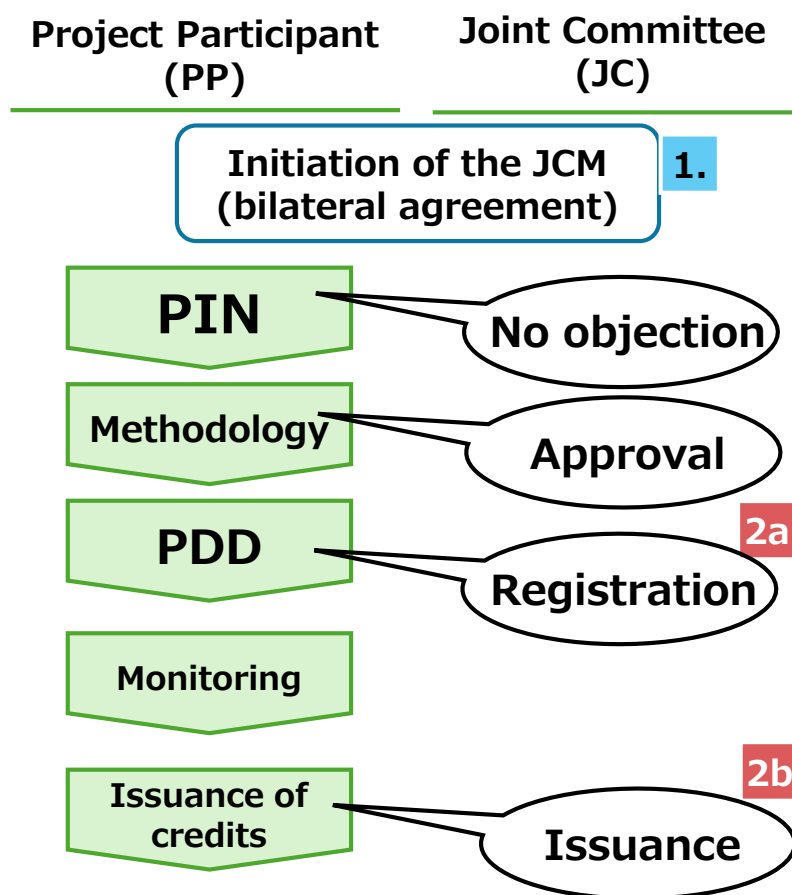 Project Participant
(PP)
Joint Committee
(JC)
Initiation of the JCM
(bilateral agreement)
1.
PIN
No objection
Methodology
Approval
2a
PDD
Registration
Monitoring
2b
Issuance of
credits
Issuance